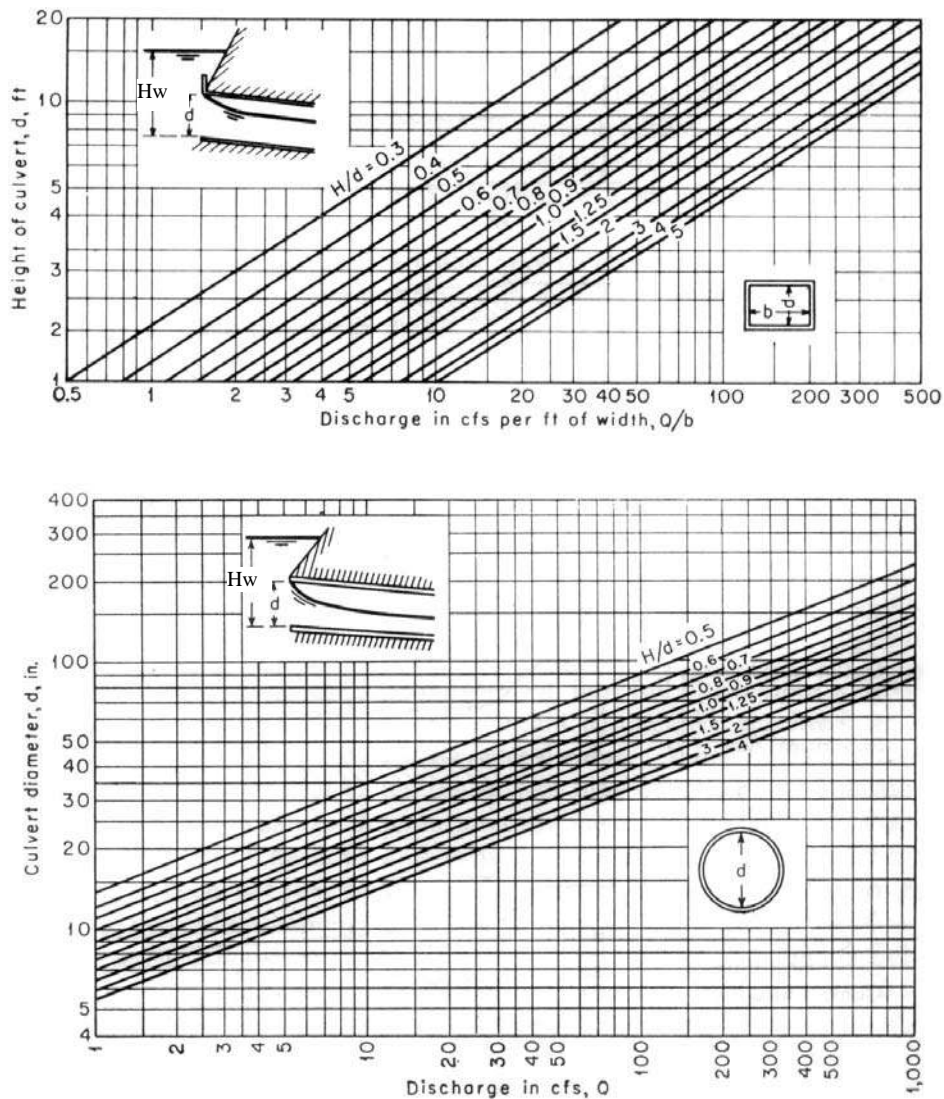 20
10
5
4
3
2
1
Height of culvert, d, ft
Hw
d
H/d = 0.3
0.4
0.5
0.6
0.7
0.8
0.9
1.0
1.25
1.5
2
3
4
5
b
d
0.5 1 2 3 4 5 10 20 30 40 50 100 200 300 500
Discharge in cfs per ft of width, Q/b
400
300
200
100
50
40
30
20
10
5
4
Culvert diameter, d, in.
Hw
d
H/d = 0.5
0.6 0.7
0.8 0.9
1.0 1.25
1.5 2
3 4
d
1 2 3 4 5 10 20 30 40 50 100 200 300 400 500 1,000
Discharge in cfs, Q